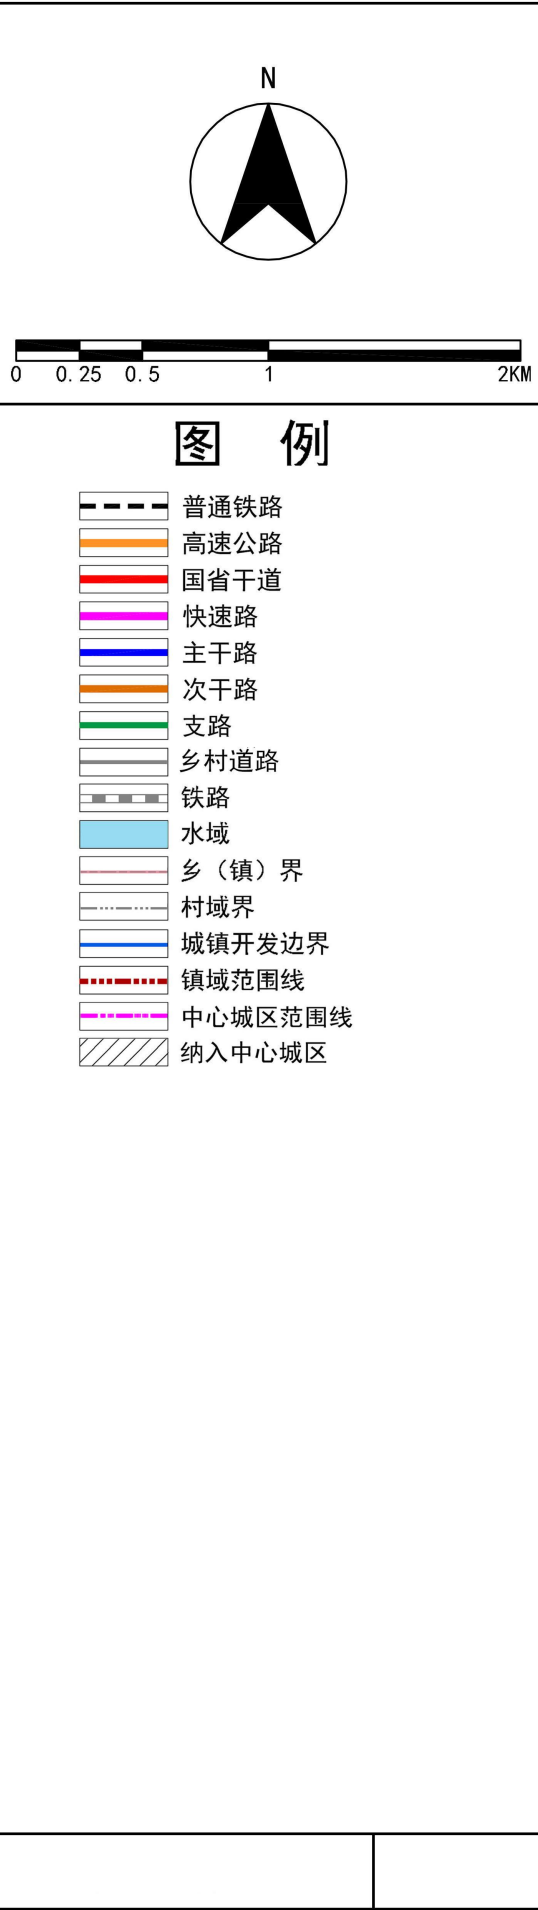 N
0 0.25 0.5 1 2KM
图 例
普通铁路
高速公路
国省干道
快速路
主干路
次干路
支路
乡村道路
铁路
水域
乡（镇）界
村域界
城镇开发边界
镇域范围线
中心城区范围线
纳入中心城区